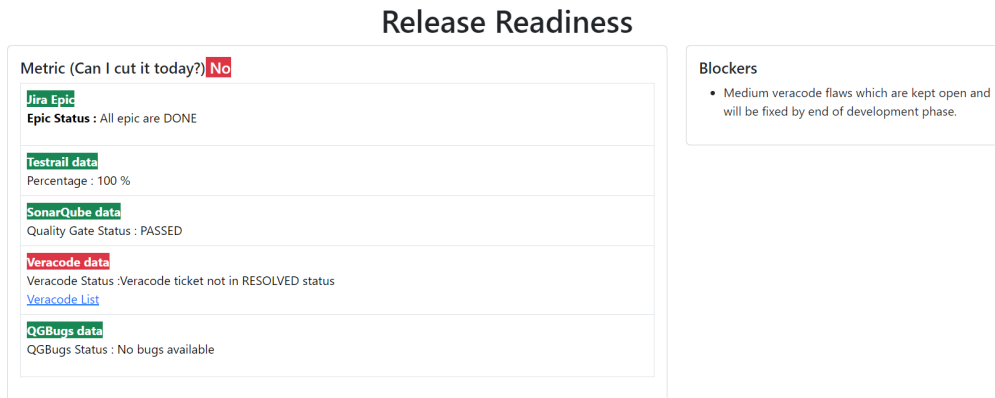 Release Readiness
Metric (Can I cut it today?) No
Jira Epic
Epic Status : All epic are DONE
Testrail data
Percentage : 100 %
SonarQube data
Quality Gate Status : PASSED
Veracode data
Veracode Status :Veracode ticket not in RESOLVED status
Veracode List
QGBugs data
QGBugs Status : No bugs available
Blockers
• Medium veracode flaws which are kept open and
will be fixed by end of development phase.